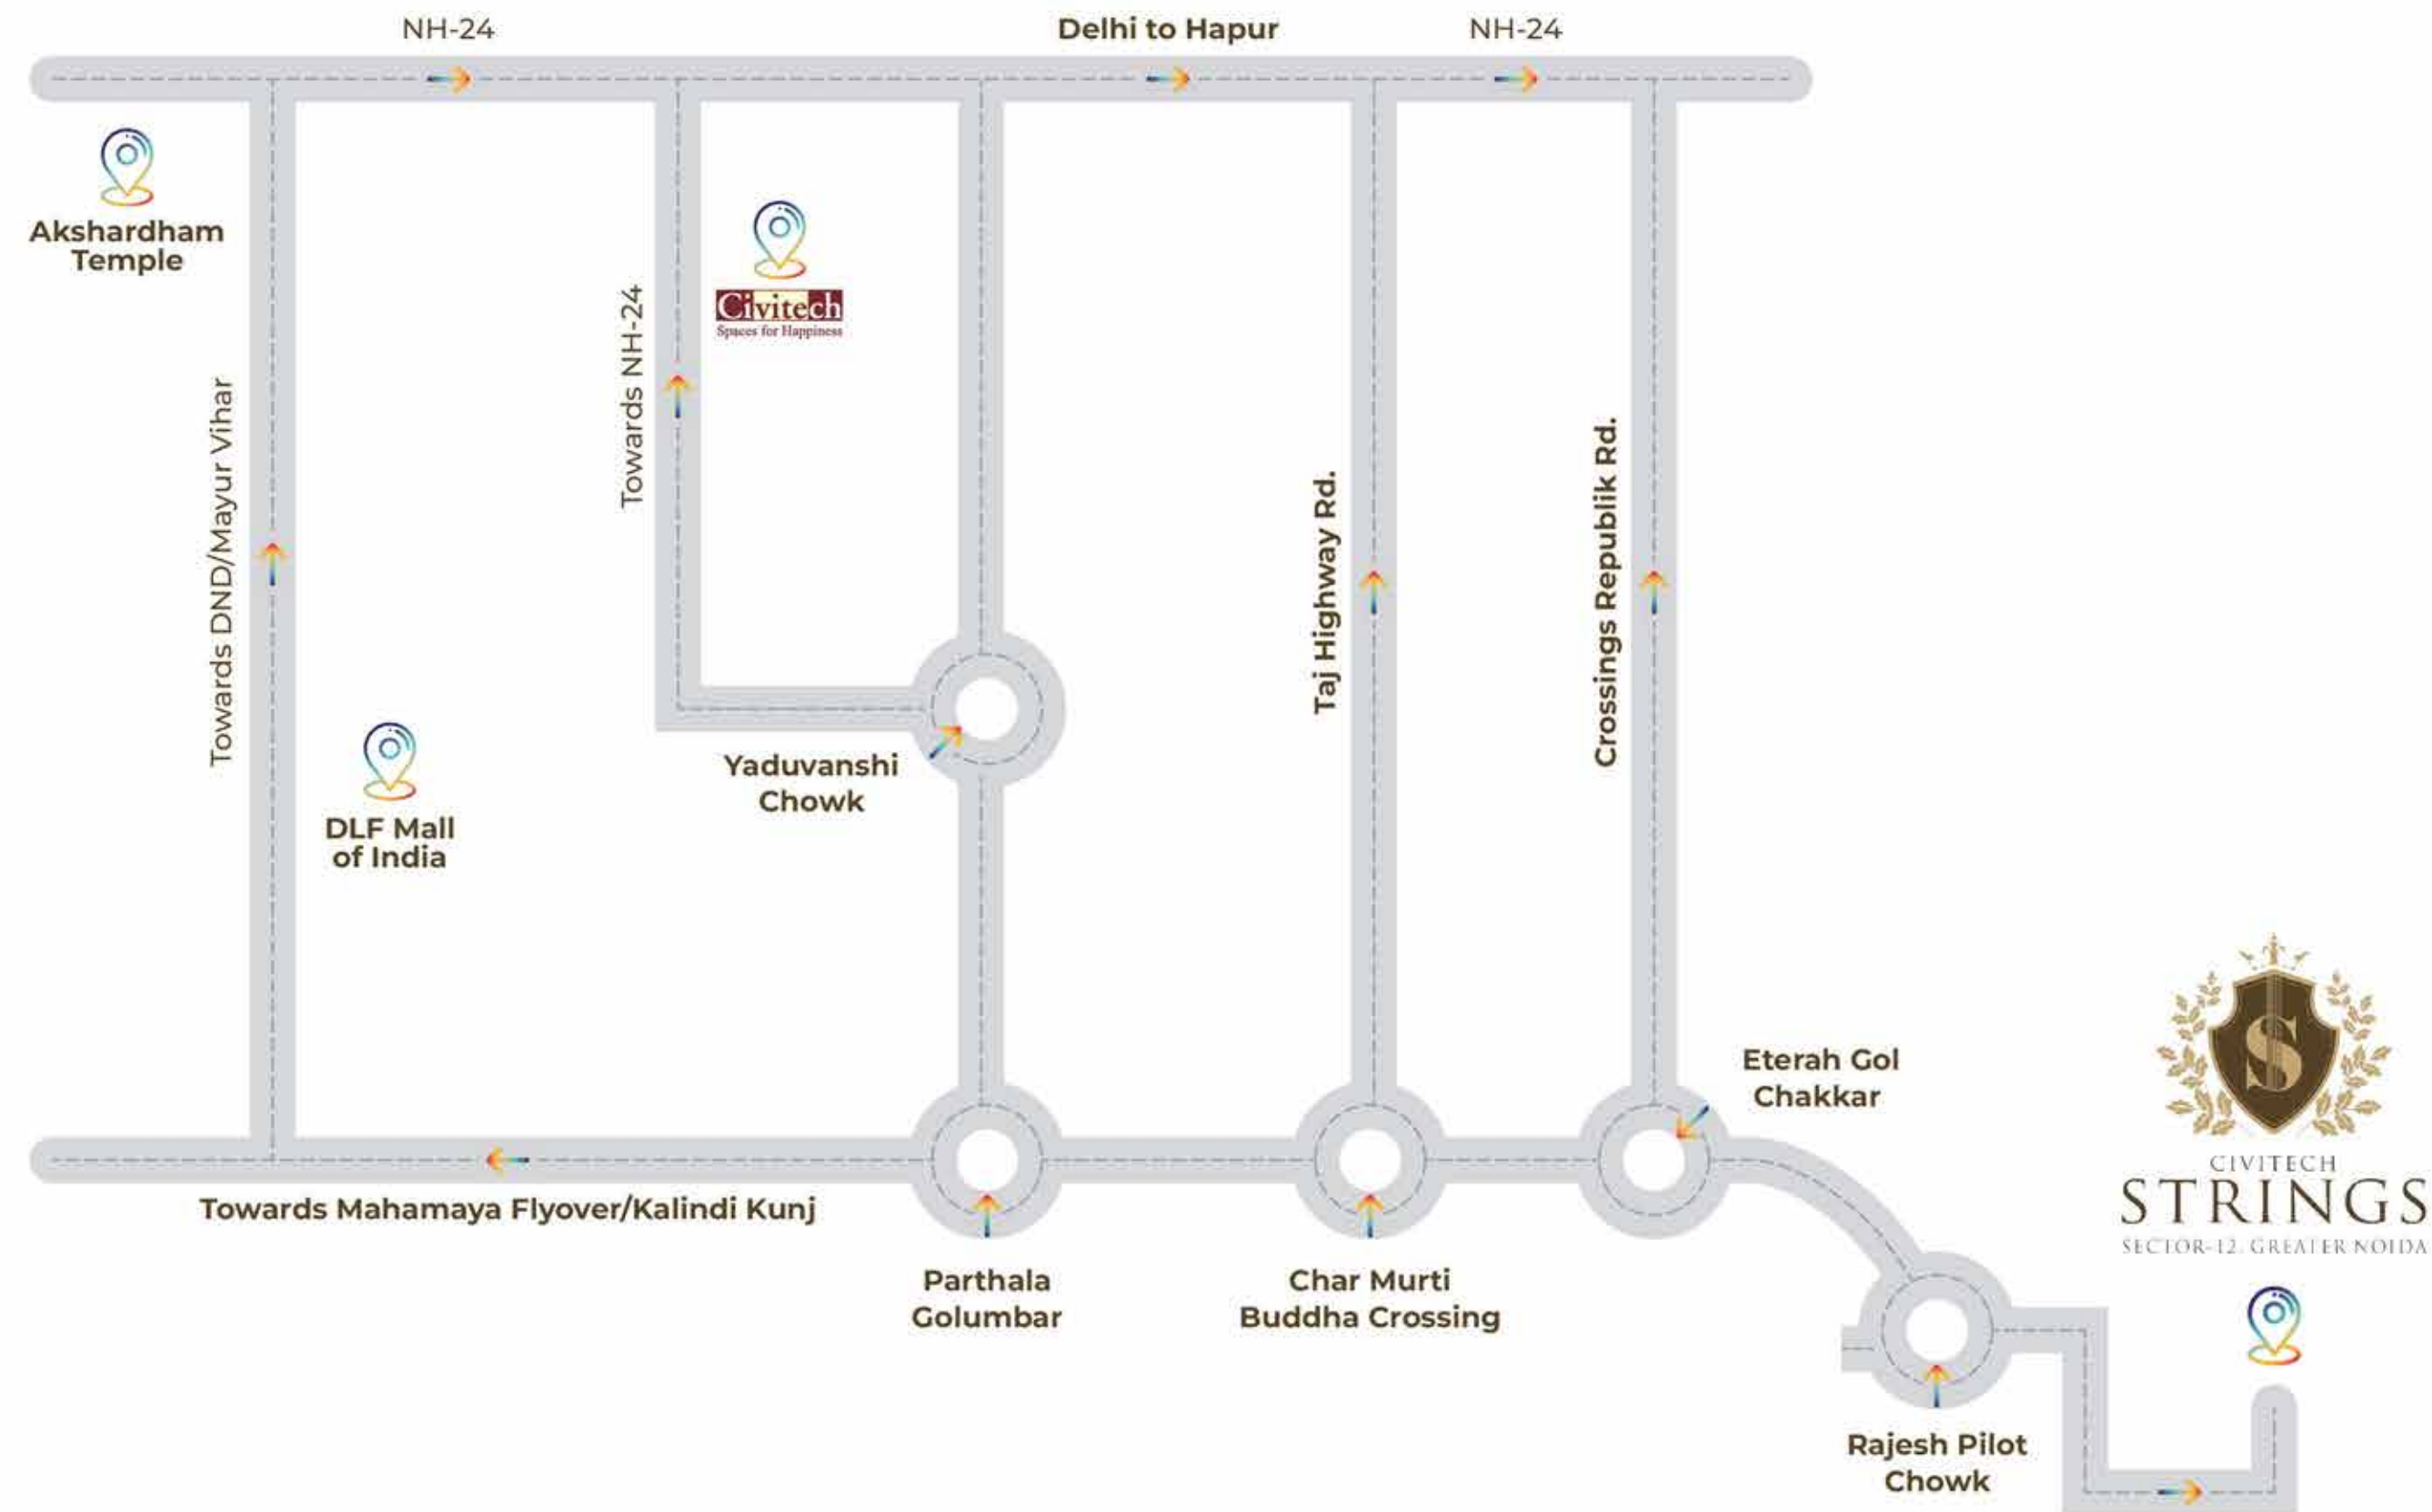 NH-24
Delhi to Hapur
NH-24
Akshardham
Temple
Civitech
Spaces for Happiness
Towards NH-24
Towards DND/Mayur Vihar
Taj Highway Rd.
Crossings Republik Rd.
Yaduvanshi
Chowk
DLF Mall
of India
Eterah Gol
Chakkar
S
CIVITECH
STRINGS
SECTOR-12, GREATER NOIDA
Towards Mahamaya Flyover/Kalindi Kunj
Parthala
Golumbar
Char Murti
Buddha Crossing
Rajesh Pilot
Chowk